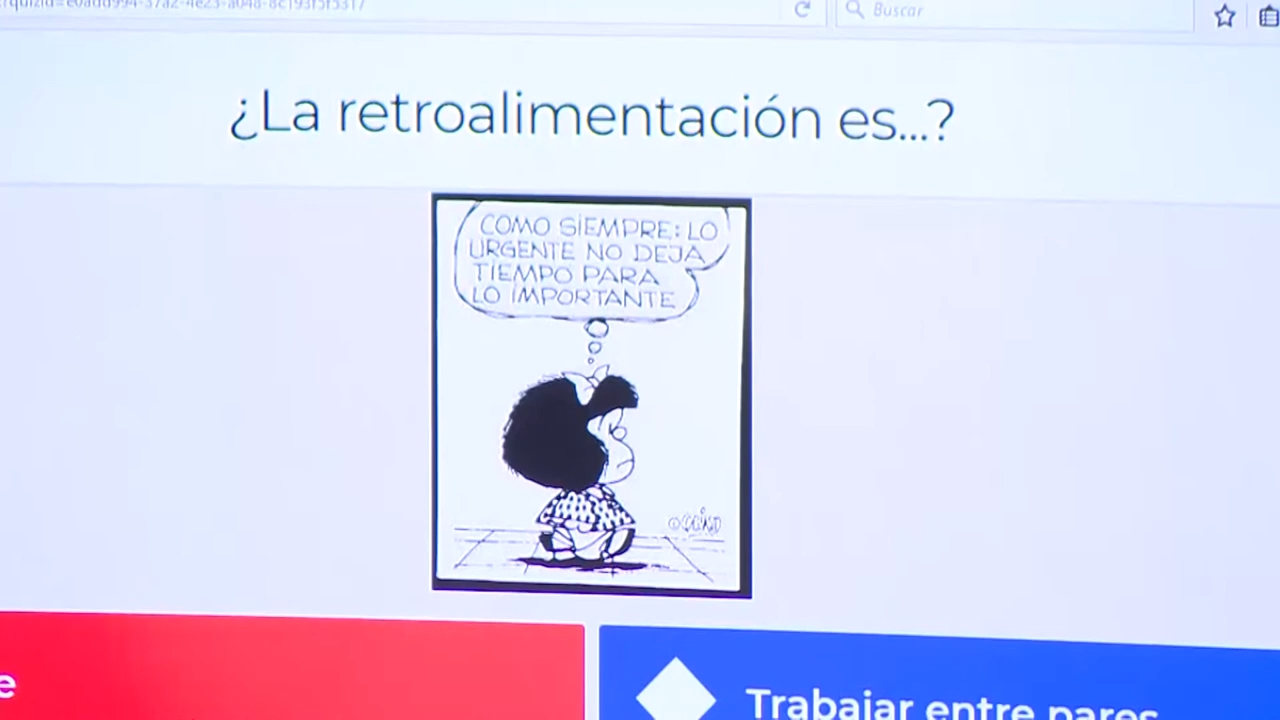 Buscar
¿La retroalimentación es...?
COMO SIEMPRE: LO
URGENTE NO DEJA
TIEMPO PARA
LO IMPORTANTE
e
Trabajar entre pares